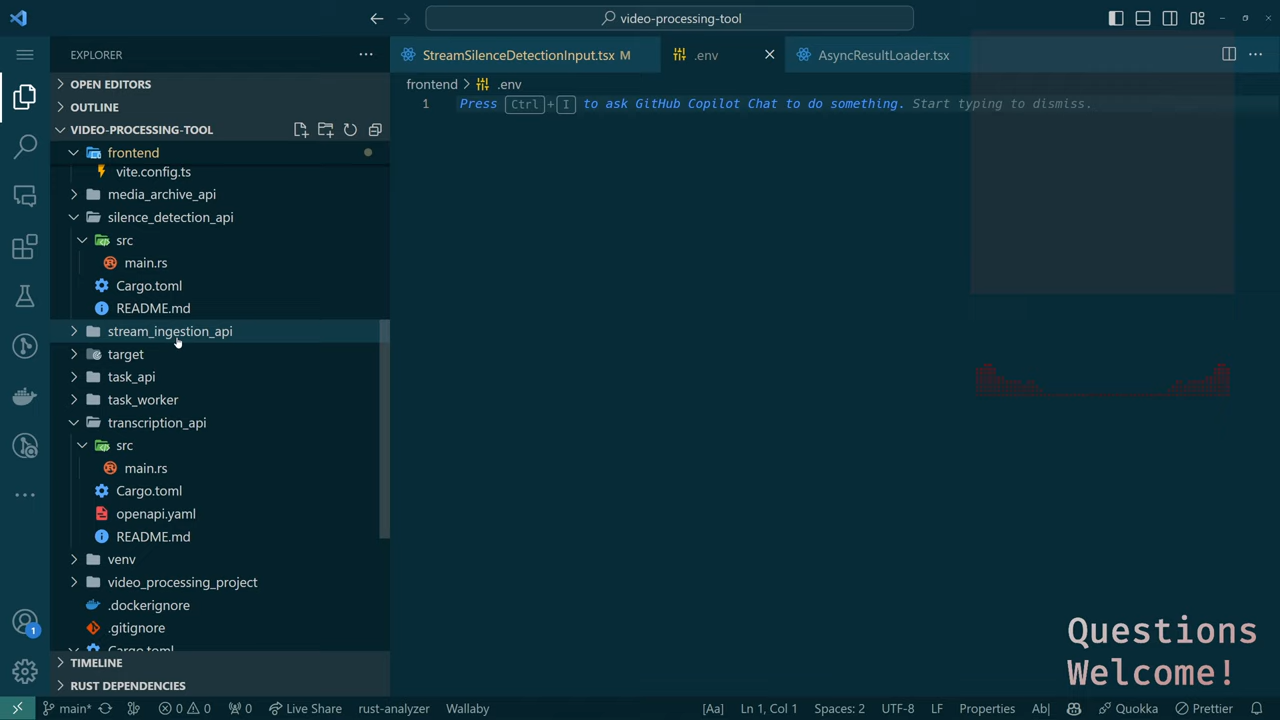 video-processing-tool
EXPLORER
StreamSilenceDetectionInput.tsx M
.env
AsyncResultLoader.tsx
OPEN EDITORS
frontend > .env
OUTLINE
1 Press Ctrl + I to ask GitHub Copilot Chat to do something. Start typing to dismiss.
VIDEO-PROCESSING-TOOL
frontend
vite.config.ts
media_archive_api
silence_detection_api
src
main.rs
Cargo.toml
README.md
stream_ingestion_api
target
task_api
task_worker
transcription_api
src
main.rs
Cargo.toml
openapi.yaml
README.md
venv
video_processing_project
.dockerignore
.gitignore
Cargo.toml
TIMELINE
RUST DEPENDENCIES
1
Questions
Welcome!
main* 0 0 0 Live Share rust-analyzer Wallaby [Aa] Ln 1, Col 1 Spaces: 2 UTF-8 LF Properties Ab| Quokka Prettier